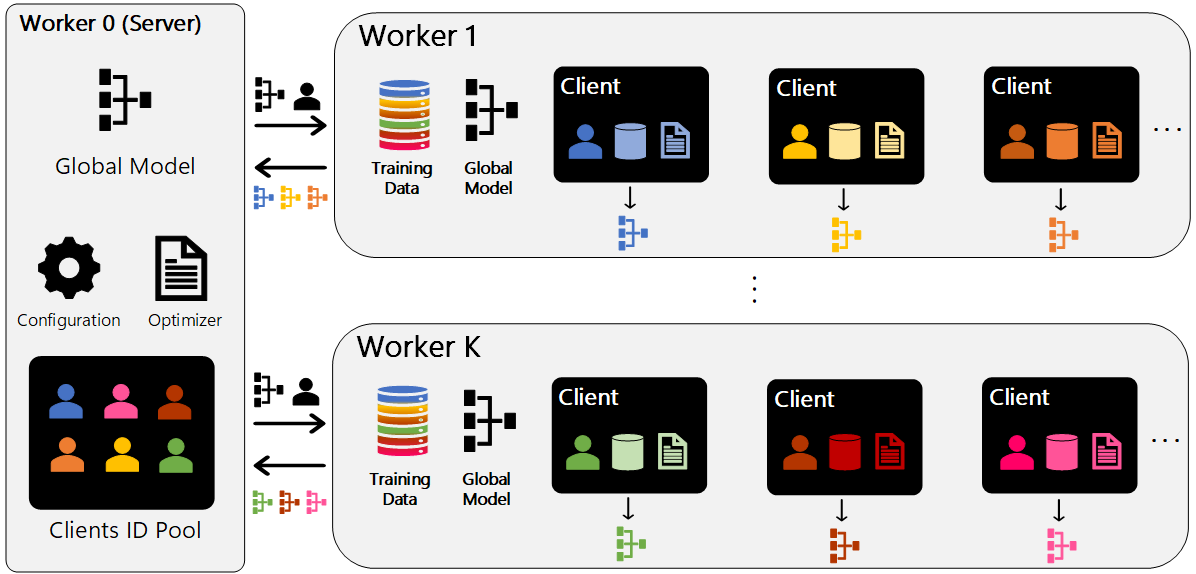 Worker 0 (Server)
Global Model
Configuration
Optimizer
Clients ID Pool
Worker 1
Training
Data
Global
Model
Client
Client
Client
...
⋮
Worker K
Training
Data
Global
Model
Client
Client
Client
...